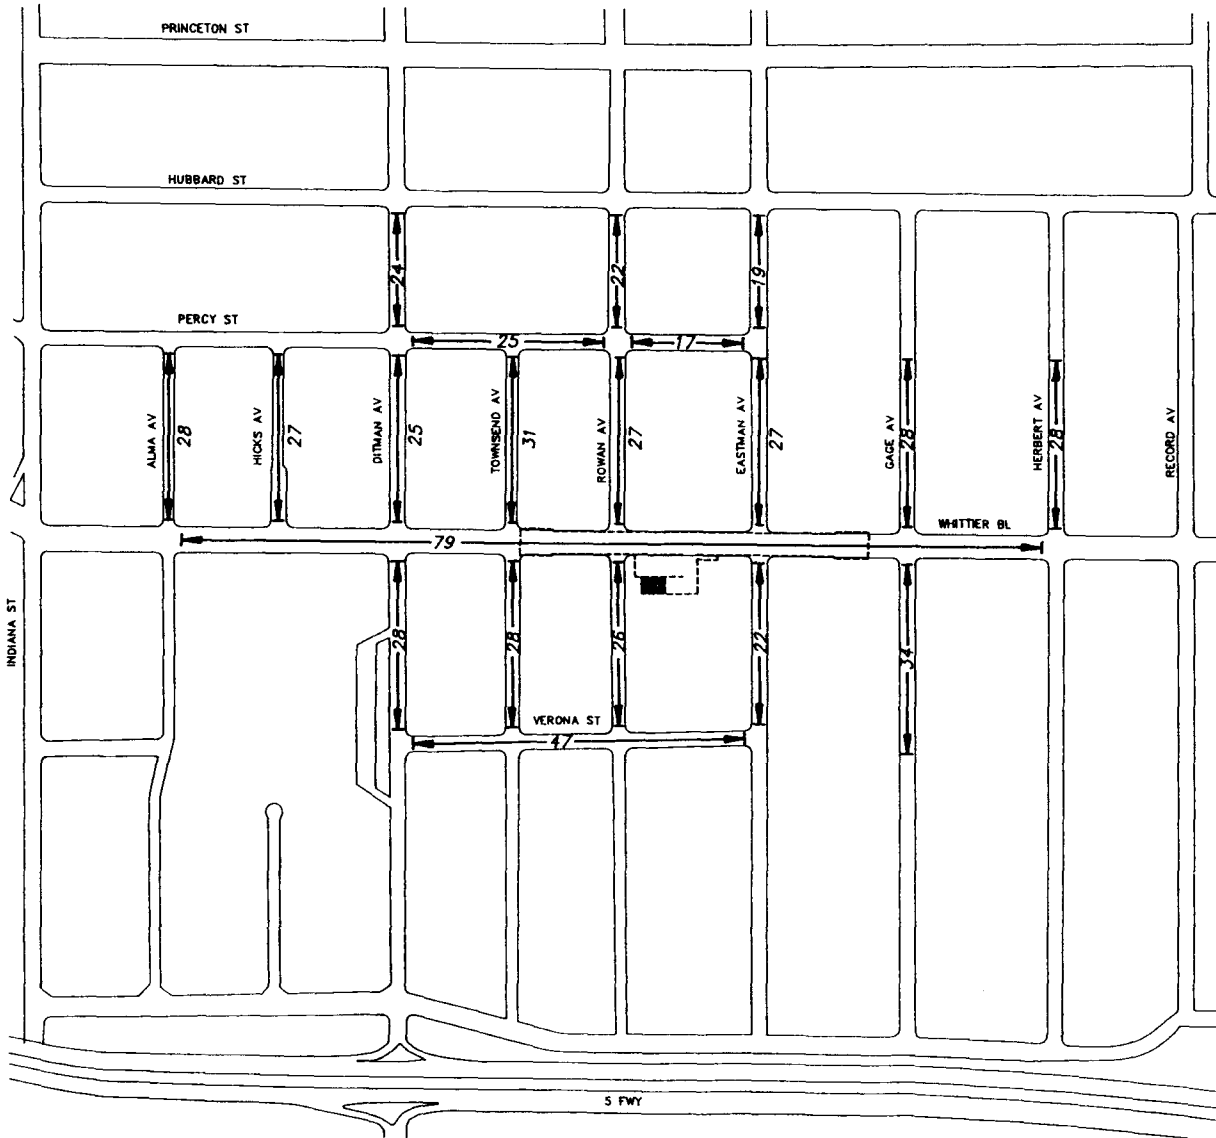 PRINCETON ST
HUBBARD ST
24
22
19
PERCY ST
25
17
ALMA AV
28
HICKS AV
27
DITMAN AV
25
TOWNSEND AV
31
ROWAN AV
27
EASTMAN AV
27
GAGE AV
28
HERBERT AV
28
RECORD AV
WHITTIER BL
79
INDIANA ST
28
28
26
22
34
VERONA ST
47
5 FWY